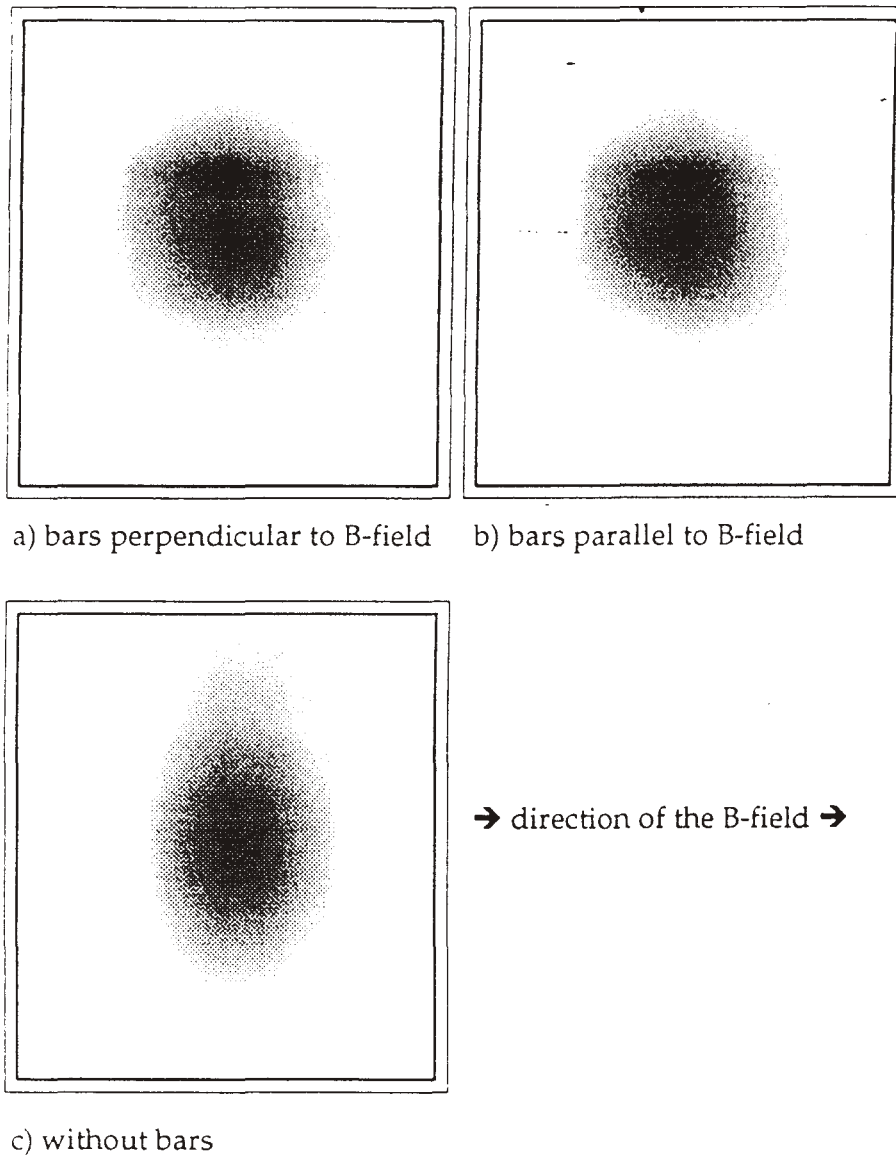 a) bars perpendicular to B-field
b) bars parallel to B-field
→ direction of the B-field →
c) without bars